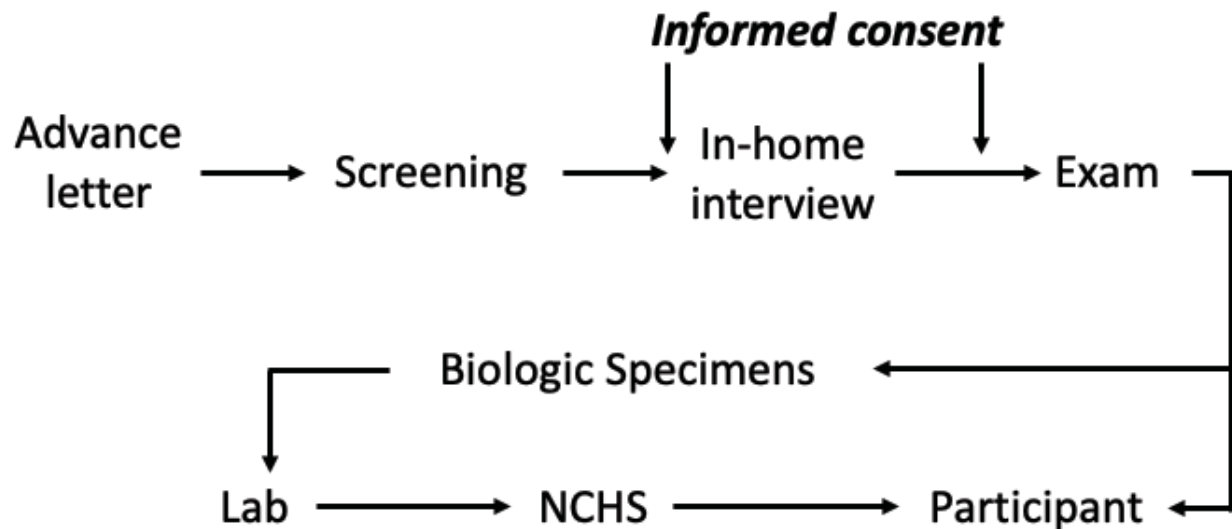 Informed consent
Advance
letter
Screening
In-home
interview
Exam
Biologic Specimens
Lab
NCHS
Participant